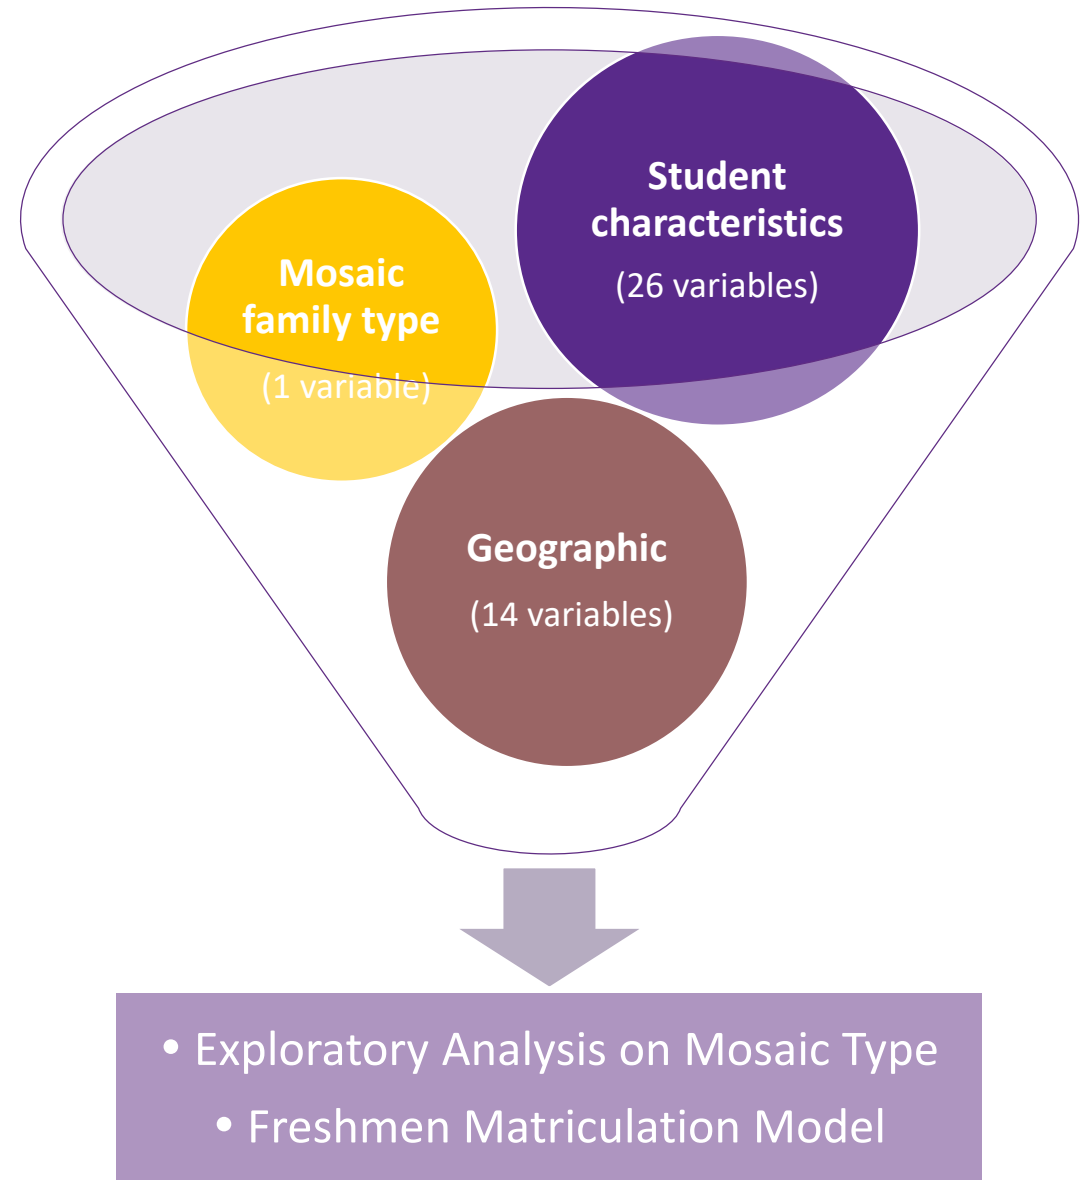 Student
characteristics
(26 variables)
Mosaic
family type
(1 variable)
Geographic
(14 variables)
• Exploratory Analysis on Mosaic Type
• Freshmen Matriculation Model